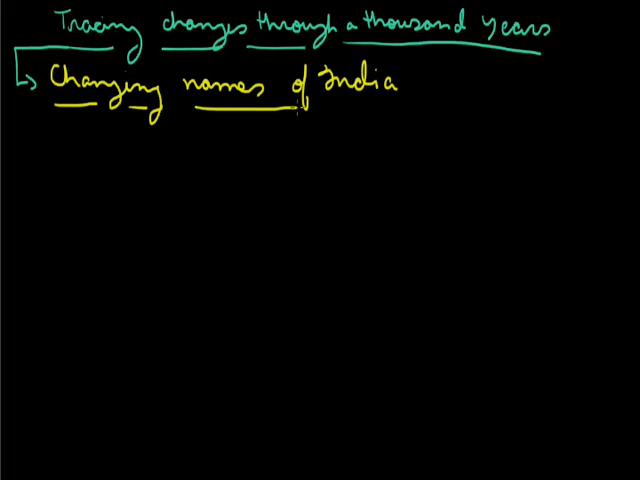 Tracing changes through a thousand years
Changing names of India